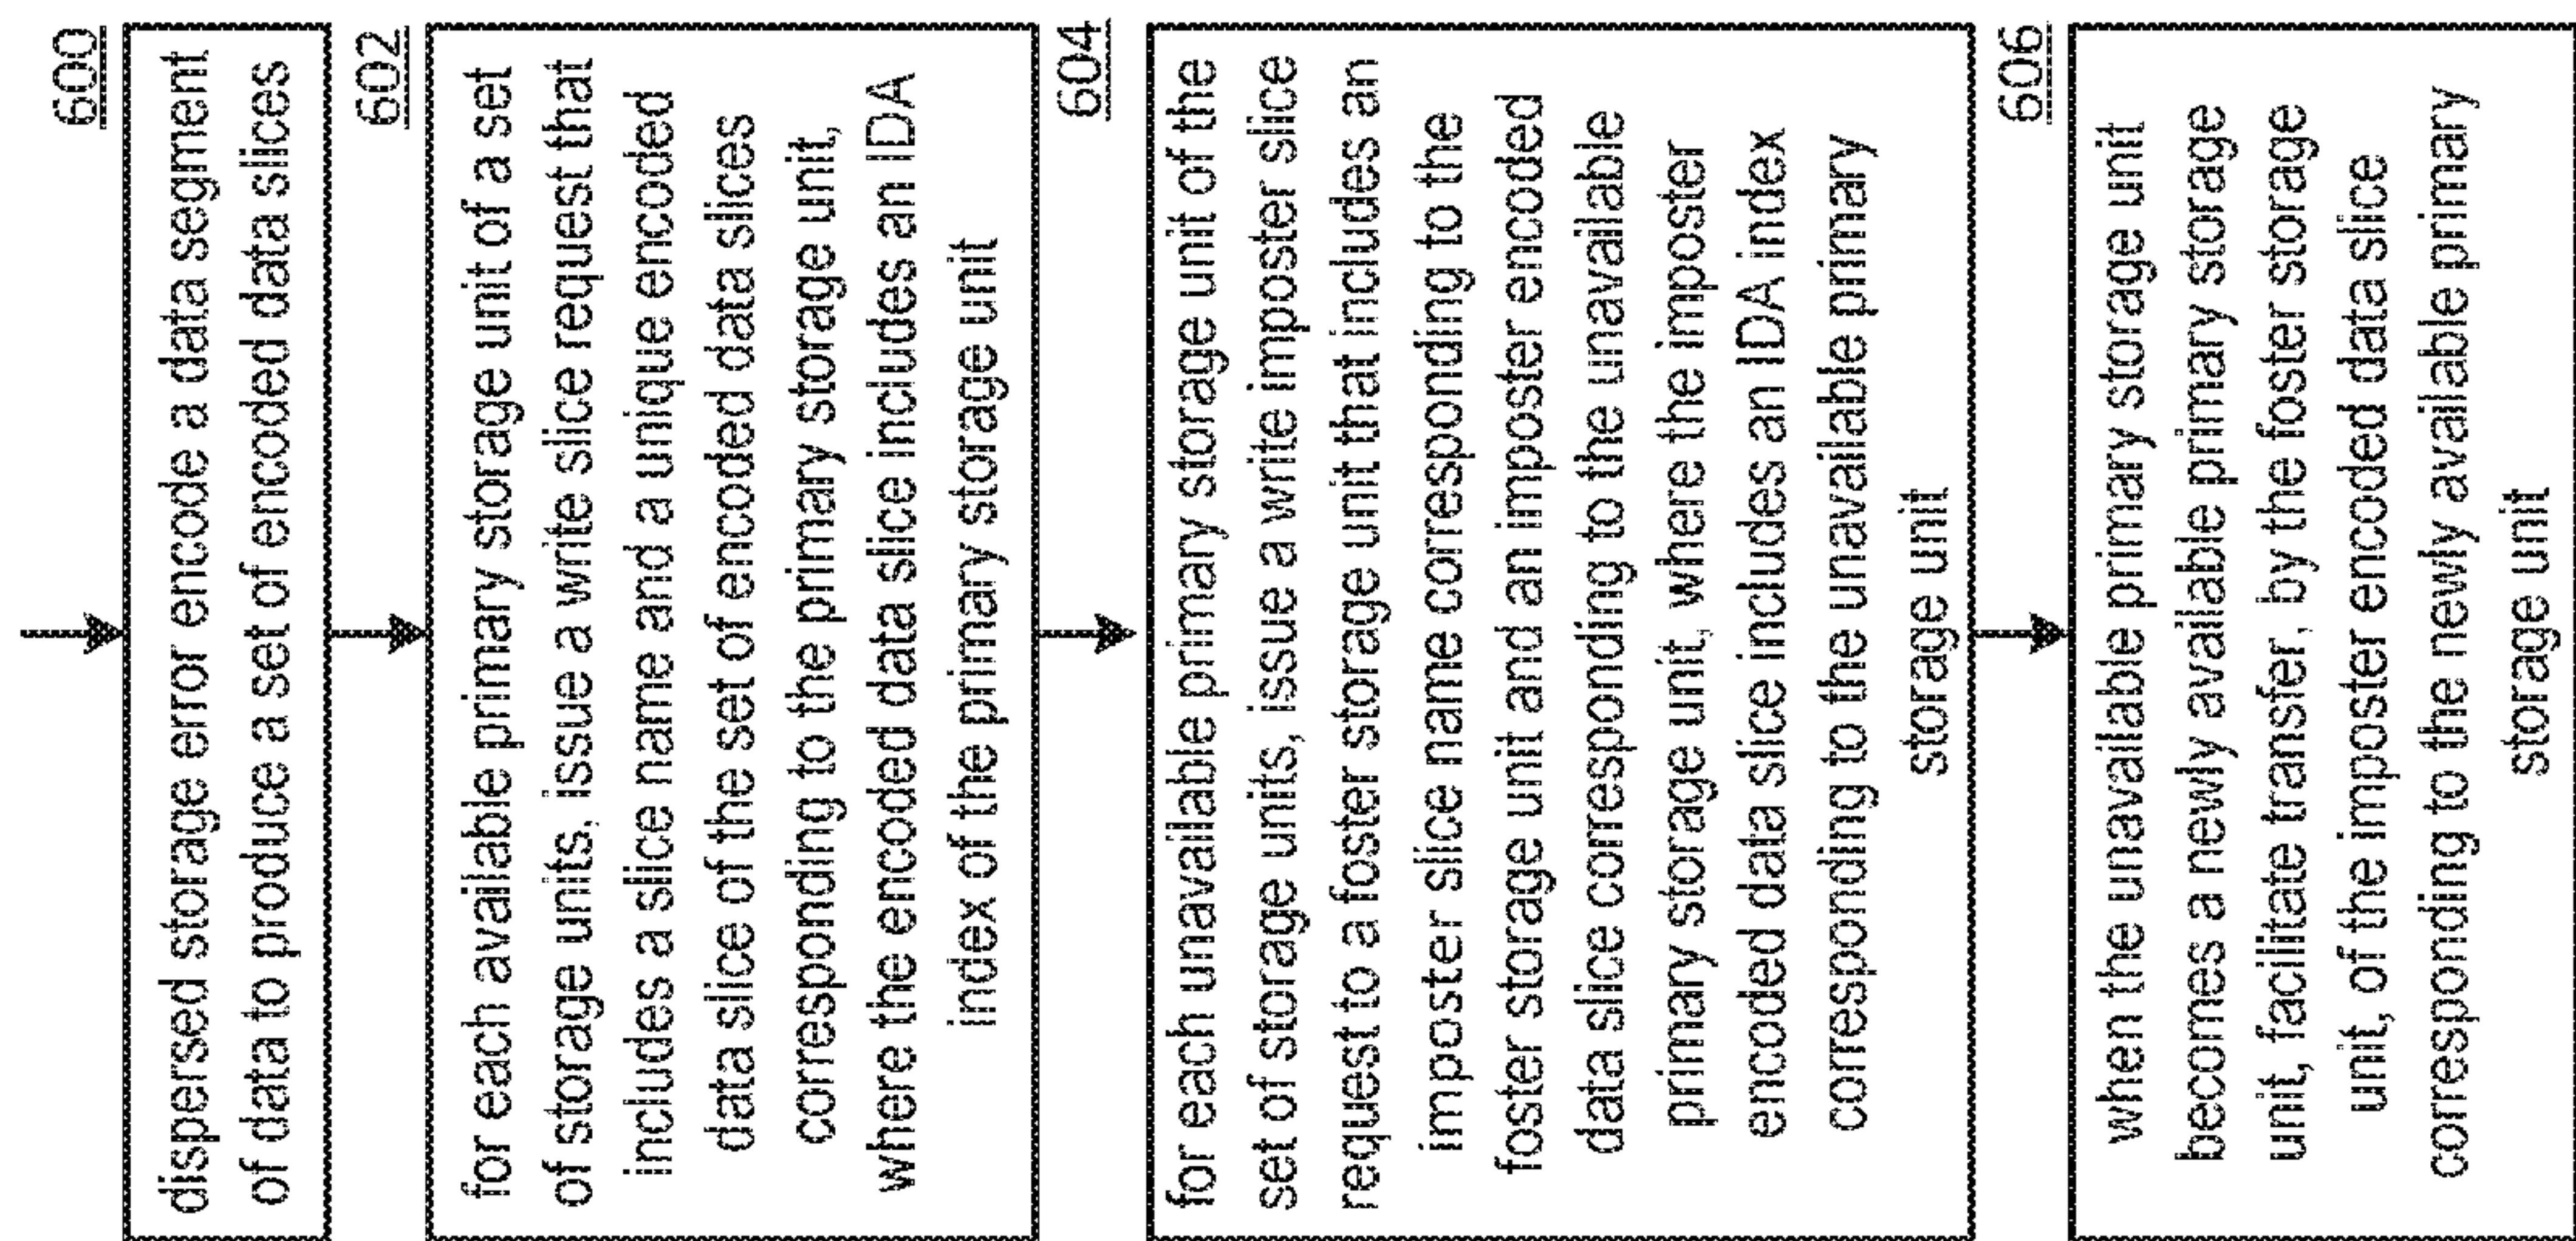 600
dispersed storage error encode a data segment
of data to produce a set of encoded data slices
602
for each available primary storage unit of a set
of storage units, issue a write slice request that
includes a slice name and a unique encoded
data slice of the set of encoded data slices
corresponding to the primary storage unit,
where the encoded data slice includes an IDA
index of the primary storage unit
604
for each unavailable primary storage unit of the
set of storage units, issue a write imposter slice
request to a foster storage unit that includes an
imposter slice name corresponding to the
foster storage unit and an imposter encoded
data slice corresponding to the unavailable
primary storage unit, where the imposter
encoded data slice includes an IDA index
corresponding to the unavailable primary
storage unit
606
when the unavailable primary storage unit
becomes a newly available primary storage
unit, facilitate transfer, by the foster storage
unit, of the imposter encoded data slice
corresponding to the newly available primary
storage unit